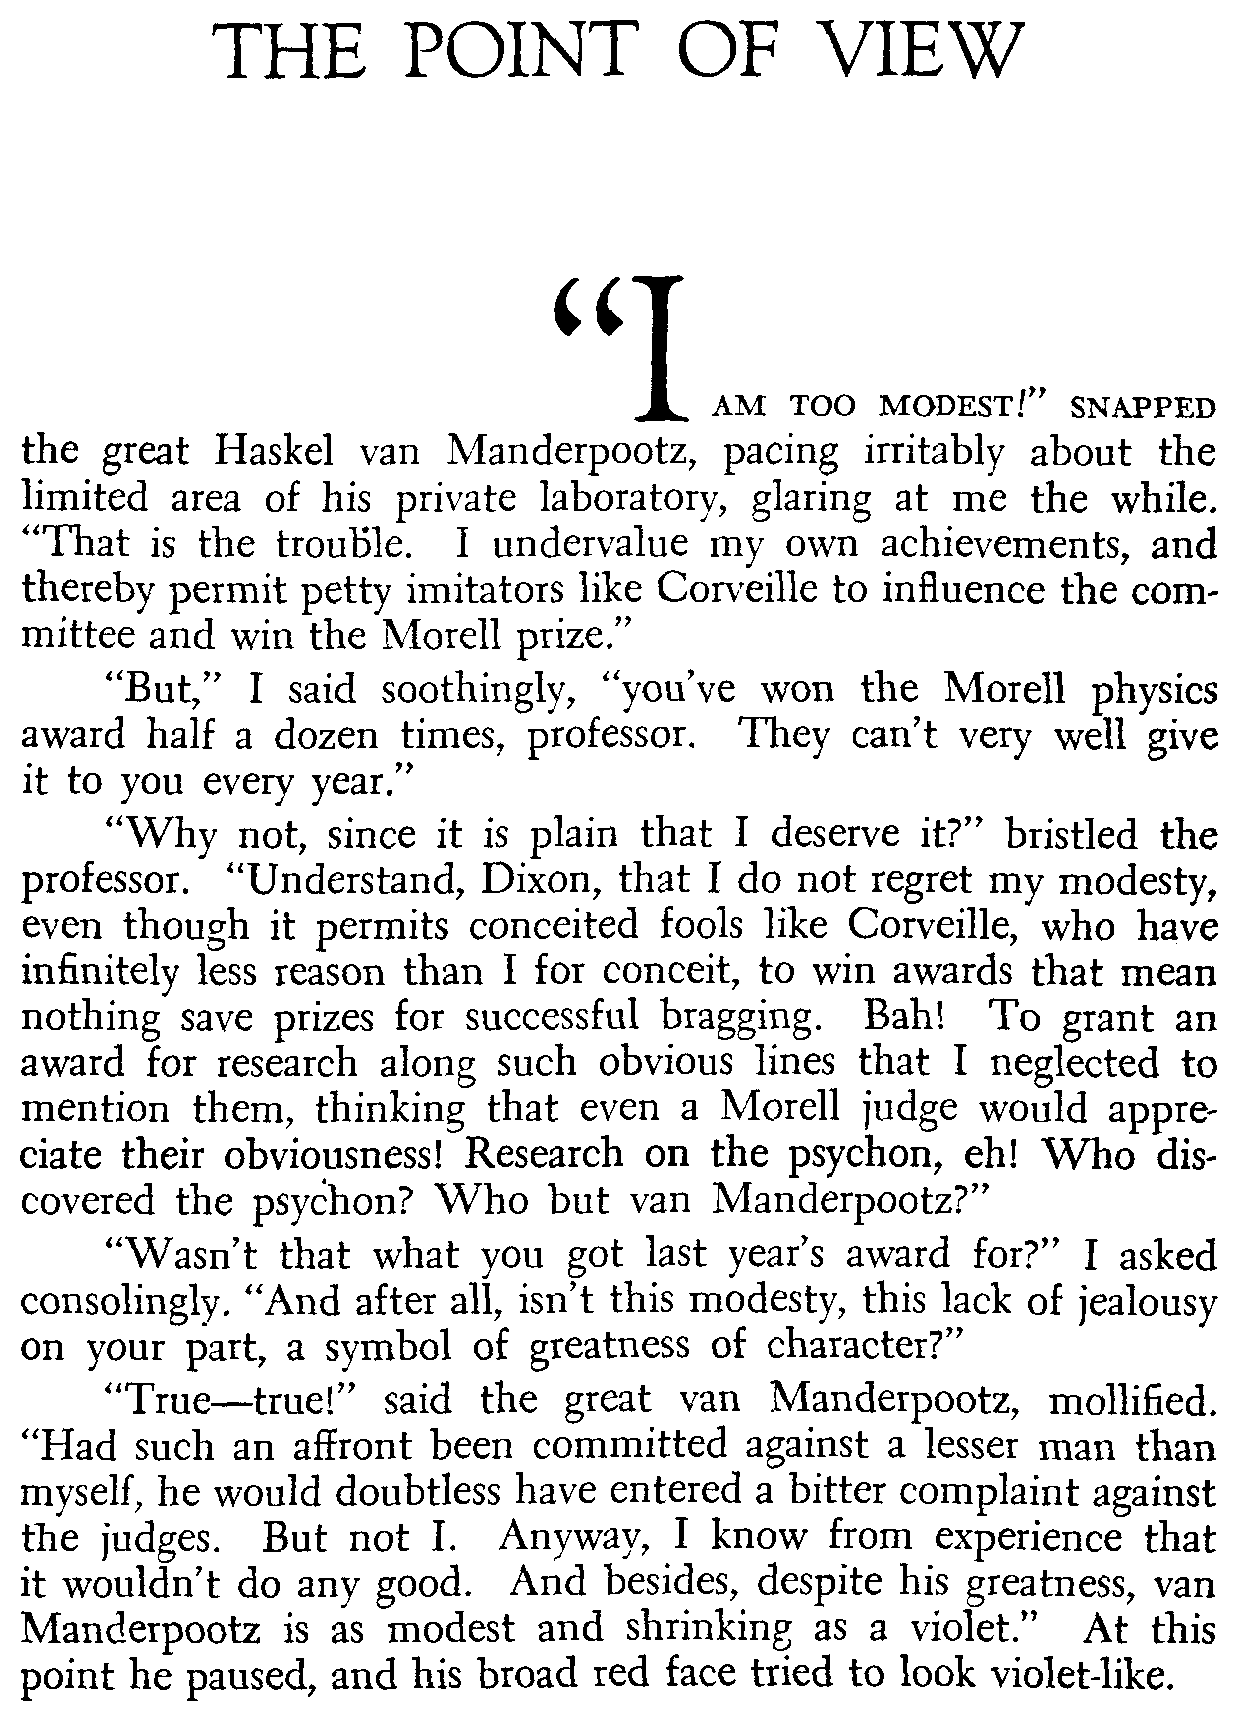 THE POINT OF VIEW
“I AM TOO MODEST!” SNAPPED
the great Haskel van Manderpootz, pacing irritably about the
limited area of his private laboratory, glaring at me the while.
“That is the trouble. I undervalue my own achievements, and
thereby permit petty imitators like Corveille to influence the com-
mittee and win the Morell prize.”
“But,” I said soothingly, “you’ve won the Morell physics
award half a dozen times, professor. They can’t very well give
it to you every year.”
“Why not, since it is plain that I deserve it?” bristled the
professor. “Understand, Dixon, that I do not regret my modesty,
even though it permits conceited fools like Corveille, who have
infinitely less reason than I for conceit, to win awards that mean
nothing save prizes for successful bragging. Bah! To grant an
award for research along such obvious lines that I neglected to
mention them, thinking that even a Morell judge would appre-
ciate their obviousness! Research on the psychon, eh! Who dis-
covered the psychon? Who but van Manderpootz?”
“Wasn’t that what you got last year’s award for?” I asked
consolingly. “And after all, isn’t this modesty, this lack of jealousy
on your part, a symbol of greatness of character?”
“True—true!” said the great van Manderpootz, mollified.
“Had such an affront been committed against a lesser man than
myself, he would doubtless have entered a bitter complaint against
the judges. But not I. Anyway, I know from experience that
it wouldn’t do any good. And besides, despite his greatness, van
Manderpootz is as modest and shrinking as a violet.” At this
point he paused, and his broad red face tried to look violet-like.